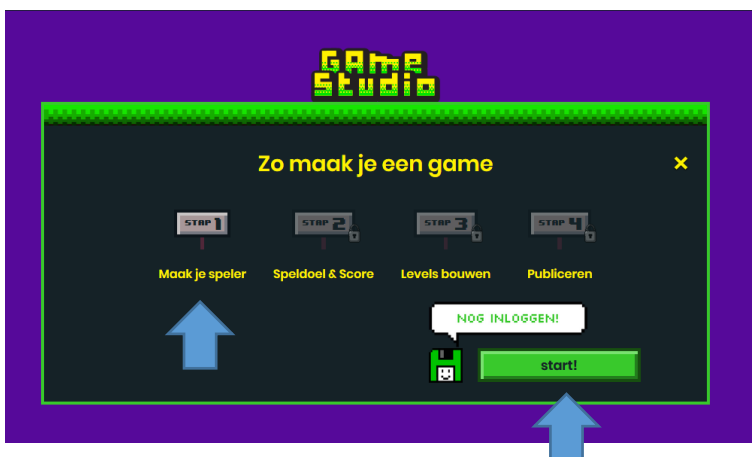 GAME
Studio
Zo maak je een game
×
STAP 1
STAP 2
STAP 3
STAP 4
Maak je speler
Speldoel & Score
Levels bouwen
Publiceren
NOG INLOGGEN!
start!